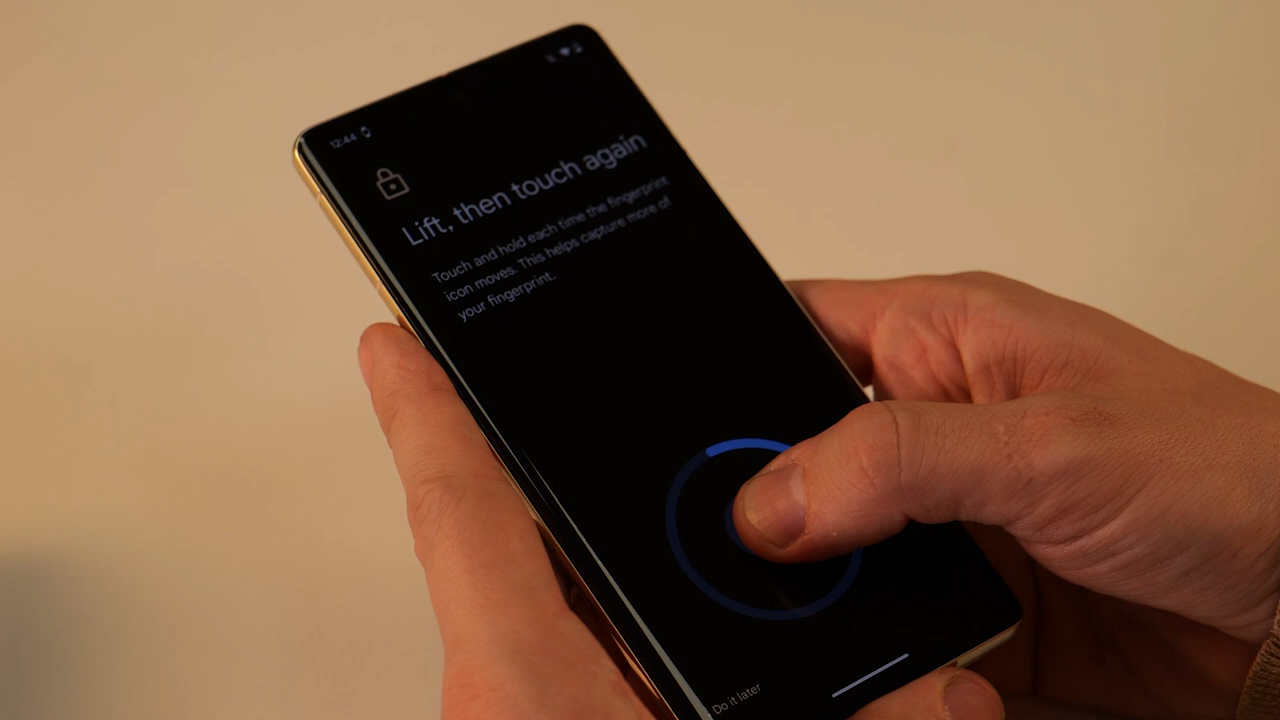 12:44
Lift, then touch again
Touch and hold each time the fingerprint
icon moves. This helps capture more of
your fingerprint.
Do it later